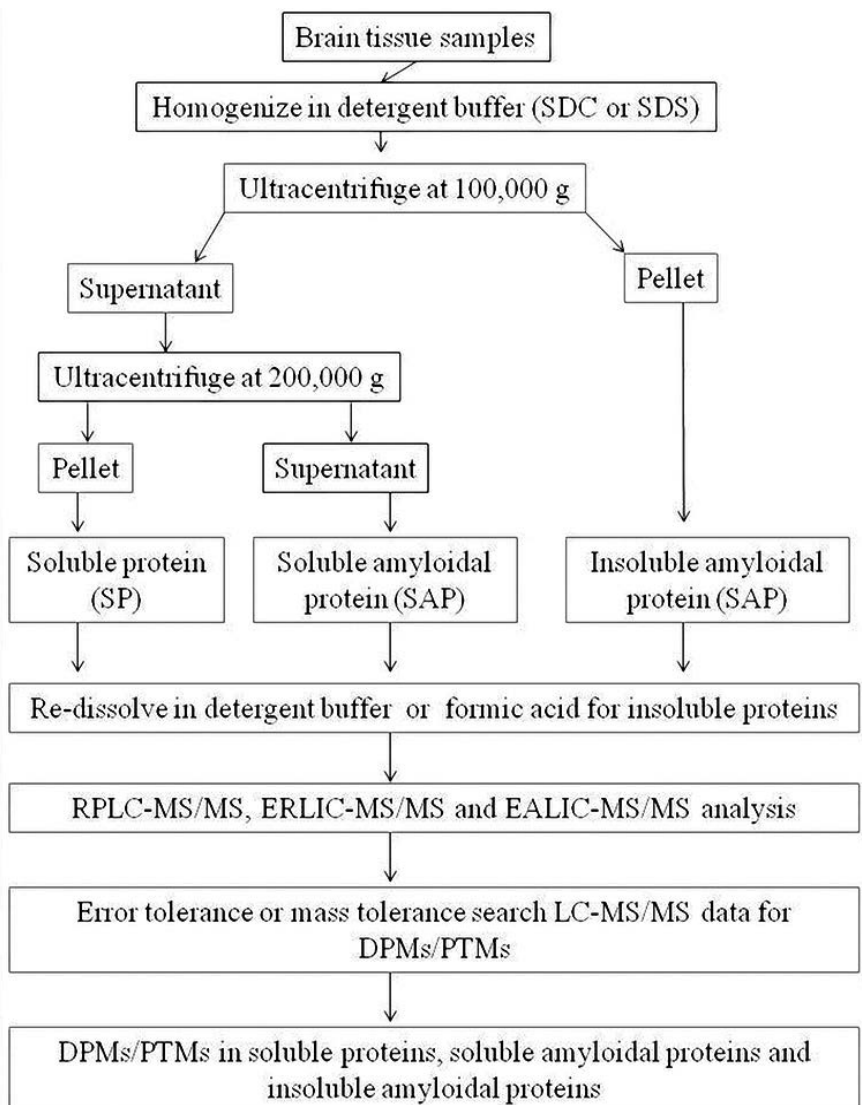 Brain tissue samples
Homogenize in detergent buffer (SDC or SDS)
Ultracentrifuge at 100,000 g
Supernatant
Pellet
Ultracentrifuge at 200,000 g
Pellet
Supernatant
Soluble protein
(SP)
Soluble amyloidal
protein (SAP)
Insoluble amyloidal
protein (SAP)
Re-dissolve in detergent buffer or formic acid for insoluble proteins
RPLC-MS/MS, ERLIC-MS/MS and EALIC-MS/MS analysis
Error tolerance or mass tolerance search LC-MS/MS data for
DPMs/PTMs
DPMs/PTMs in soluble proteins, soluble amyloidal proteins and
insoluble amyloidal proteins